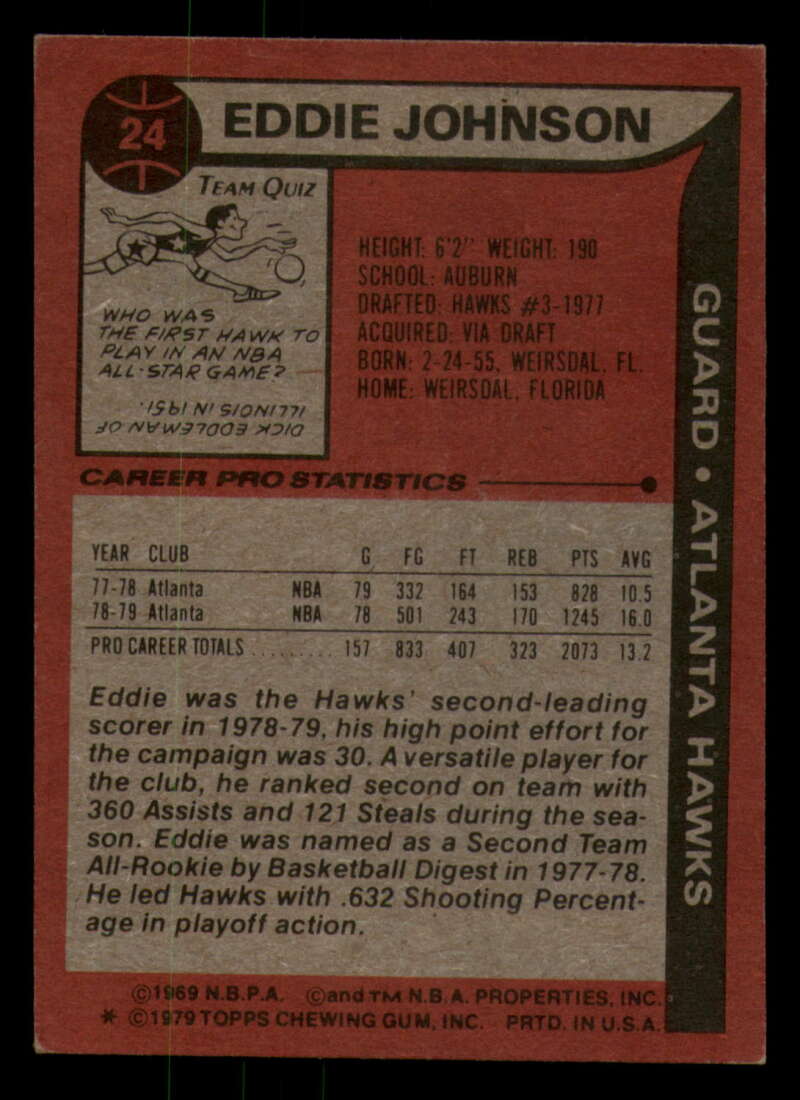 24
EDDIE JOHNSON
TEAM QUIZ
WHO WAS
THE FIRST HAWK TO
PLAY IN AN NBA
ALL-STAR GAME?
DICK EDDLEMAN OF
ILLINOIS IN 1951.
HEIGHT: 6'2" WEIGHT: 190
SCHOOL: AUBURN
DRAFTED: HAWKS #3-1977
ACQUIRED: VIA DRAFT
BORN: 2-24-55, WEIRSDAL, FL.
HOME: WEIRSDAL, FLORIDA
GUARD • ATLANTA HAWKS
CAREER PRO STATISTICS
YEAR CLUB G FG FT REB PTS AVG
77-78 Atlanta NBA 79 332 164 153 828 10.5
78-79 Atlanta NBA 78 501 243 170 1245 16.0
PRO CAREER TOTALS .......... 157 833 407 323 2073 13.2
Eddie was the Hawks' second-leading
scorer in 1978-79, his high point effort for
the campaign was 30. A versatile player for
the club, he ranked second on team with
360 Assists and 121 Steals during the sea-
son. Eddie was named as a Second Team
All-Rookie by Basketball Digest in 1977-78.
He led Hawks with .632 Shooting Percent-
age in playoff action.
©1969 N.B.P.A. ©and TM N.B.A. PROPERTIES, INC.
* ©1979 TOPPS CHEWING GUM, INC. PRTD. IN U.S.A.